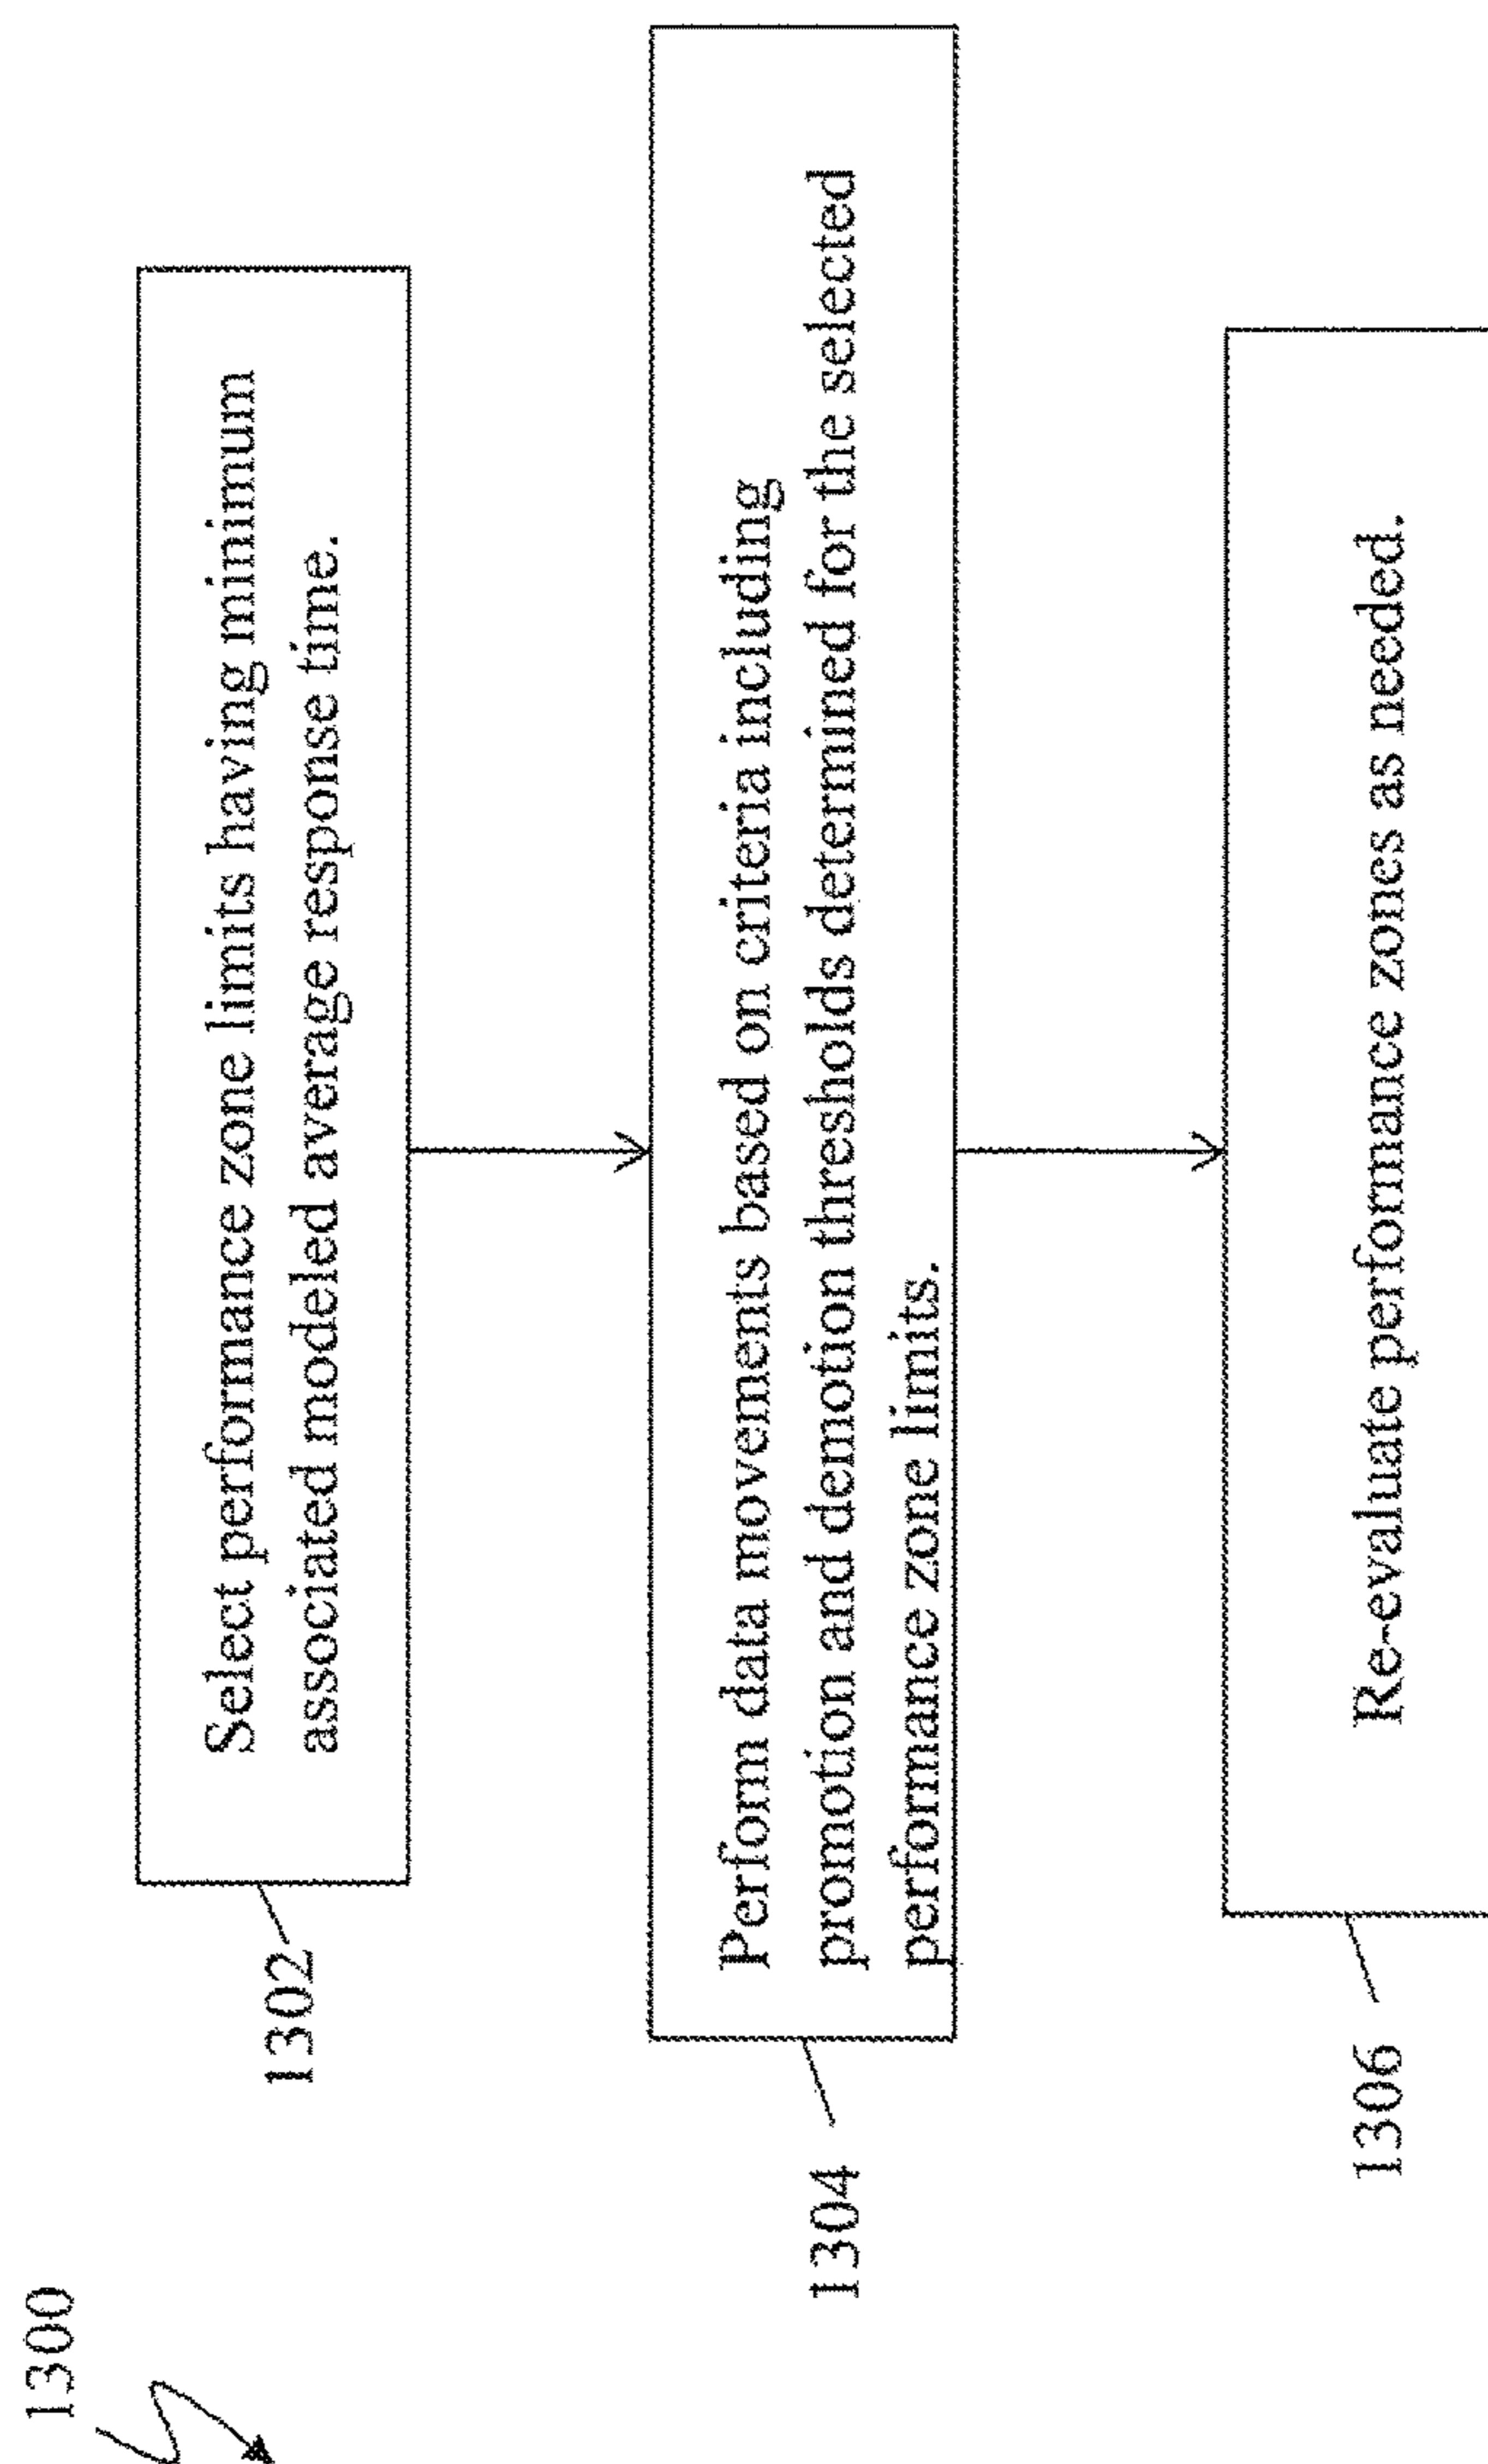 1300
1302
Select performance zone limits having minimum
associated modeled average response time.
1304
Perform data movements based on criteria including
promotion and demotion thresholds determined for the selected
performance zone limits.
1306
Re-evaluate performance zones as needed.